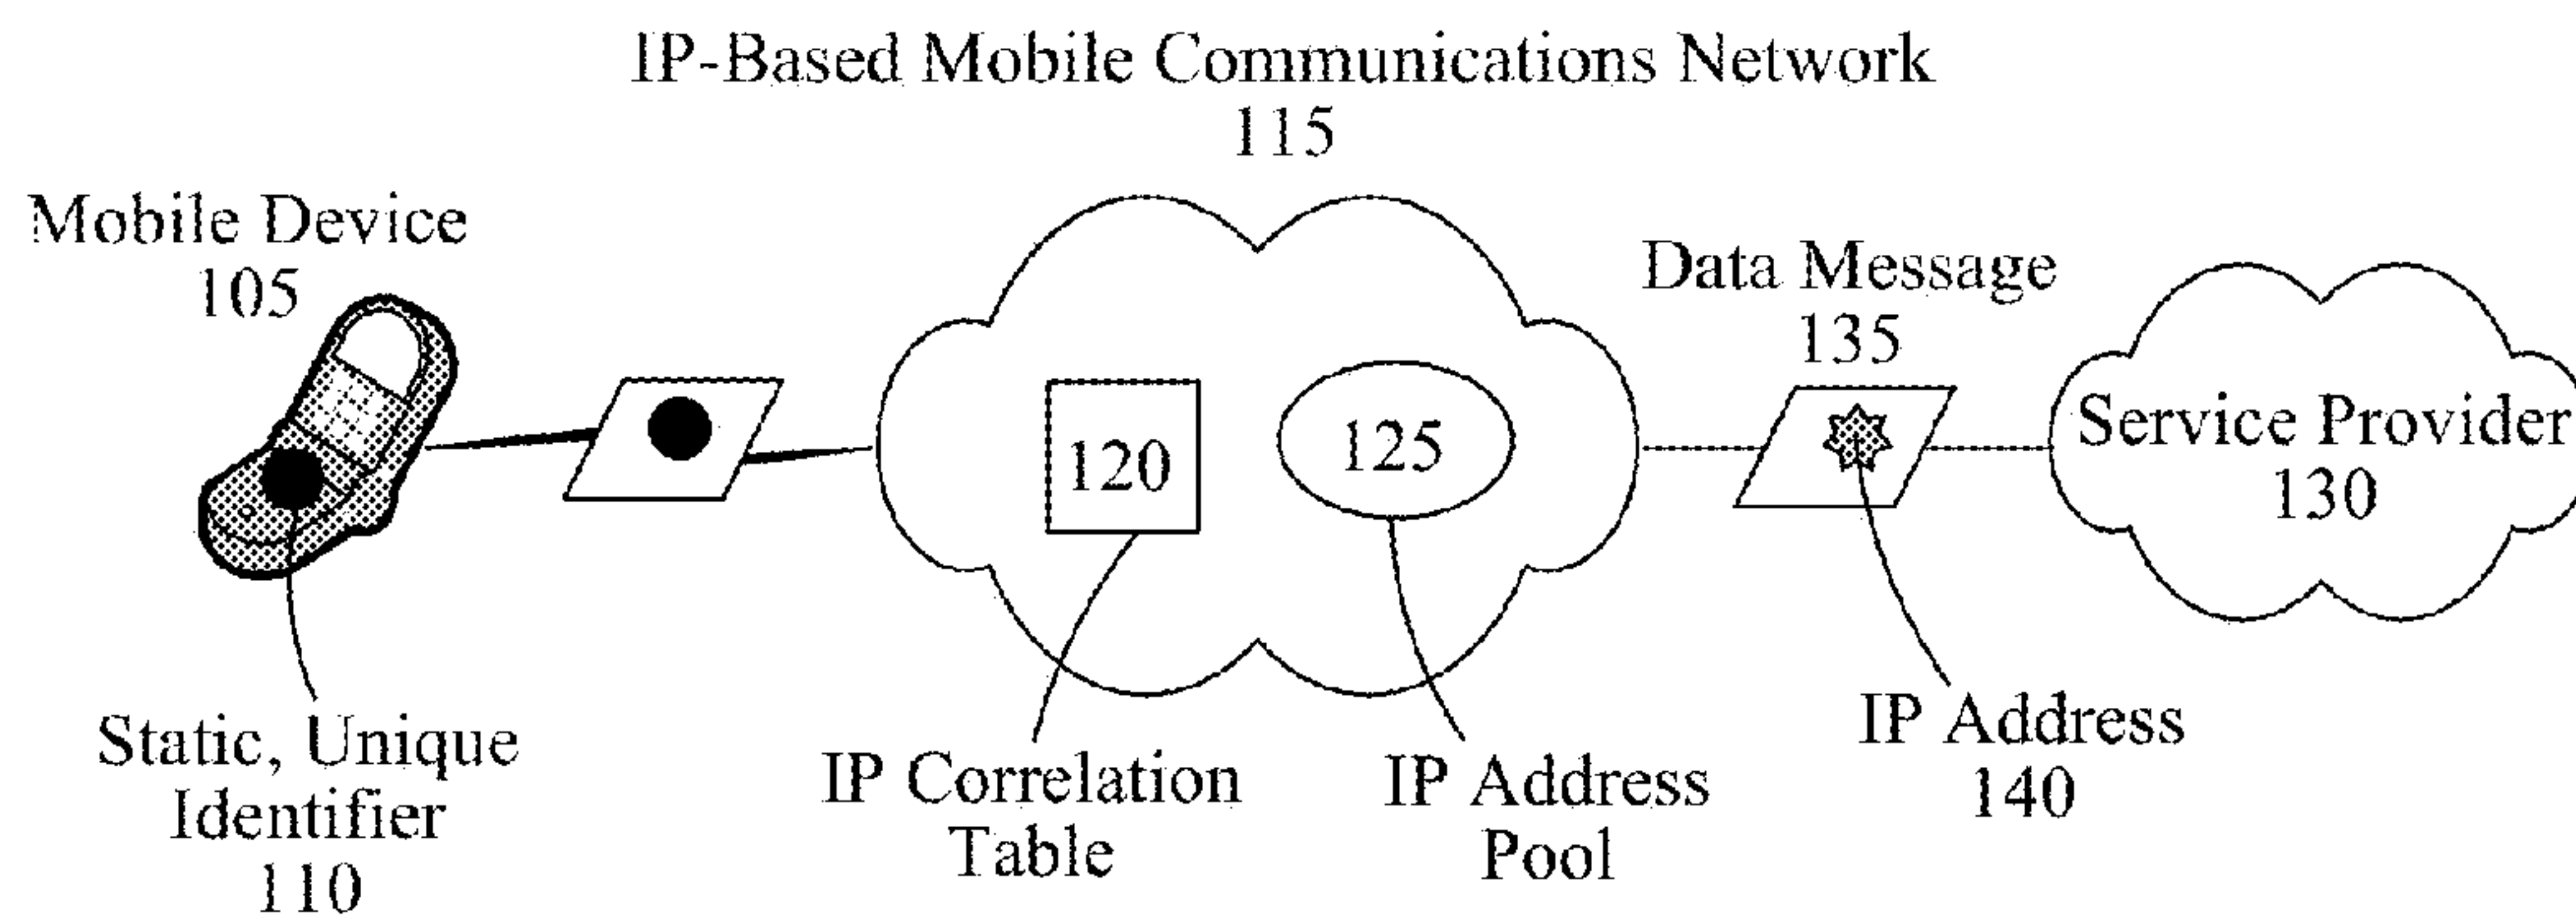 IP-Based Mobile Communications Network
115
Mobile Device
105
Data Message
135
120
125
Service Provider
130
Static, Unique
Identifier
110
IP Correlation
Table
IP Address
Pool
IP Address
140